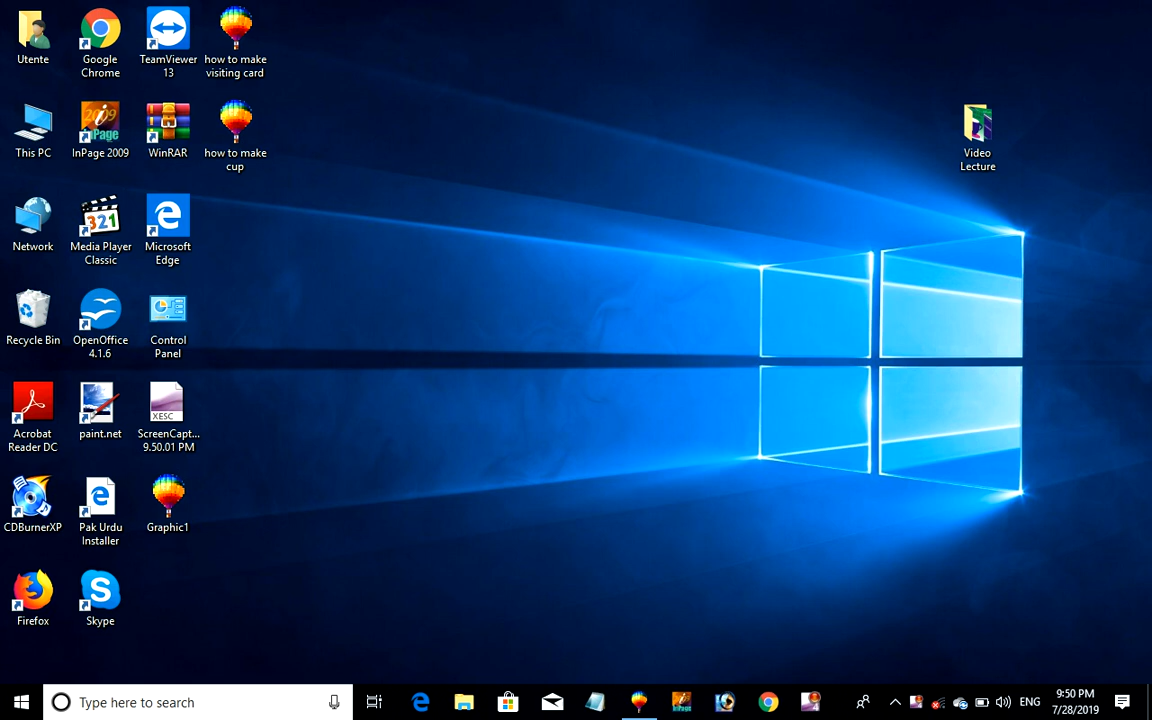 Utente
Google
Chrome
TeamViewer
13
how to make
visiting card
This PC
InPage 2009
WinRAR
how to make
cup
Video
Lecture
Network
Media Player
Classic
Microsoft
Edge
Recycle Bin
OpenOffice
4.1.6
Control
Panel
Acrobat
Reader DC
paint.net
XESC
ScreenCapt...
9.50.01 PM
CDBurnerXP
Pak Urdu
Installer
Graphic1
Firefox
Skype
Type here to search
ENG
9:50 PM
7/28/2019